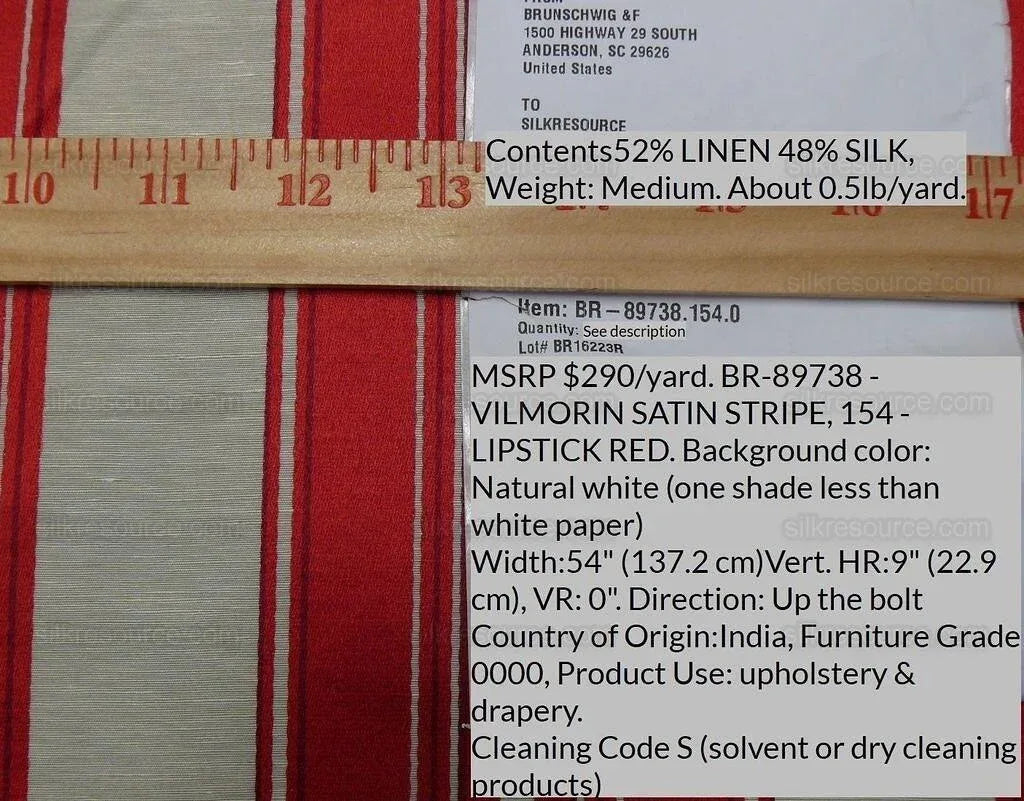 FROM
BRUNSCHWIG &F
1500 HIGHWAY 29 SOUTH
ANDERSON, SC 29626
United States
TO
SILKRESOURCE
Contents52% LINEN 48% SILK,
Weight: Medium. About 0.5lb/yard.
10 11 12 13 17
silkresource.com
Item: BR-89738.154.0
Quantity: See description
Lot# BR16223R
MSRP $290/yard. BR-89738 -
VILMORIN SATIN STRIPE, 154 -
LIPSTICK RED. Background color:
Natural white (one shade less than
white paper)
silkresource.com
Width:54" (137.2 cm)Vert. HR:9" (22.9
cm), VR: 0". Direction: Up the bolt
Country of Origin:India, Furniture Grade
0000, Product Use: upholstery &
drapery.
Cleaning Code S (solvent or dry cleaning
products)